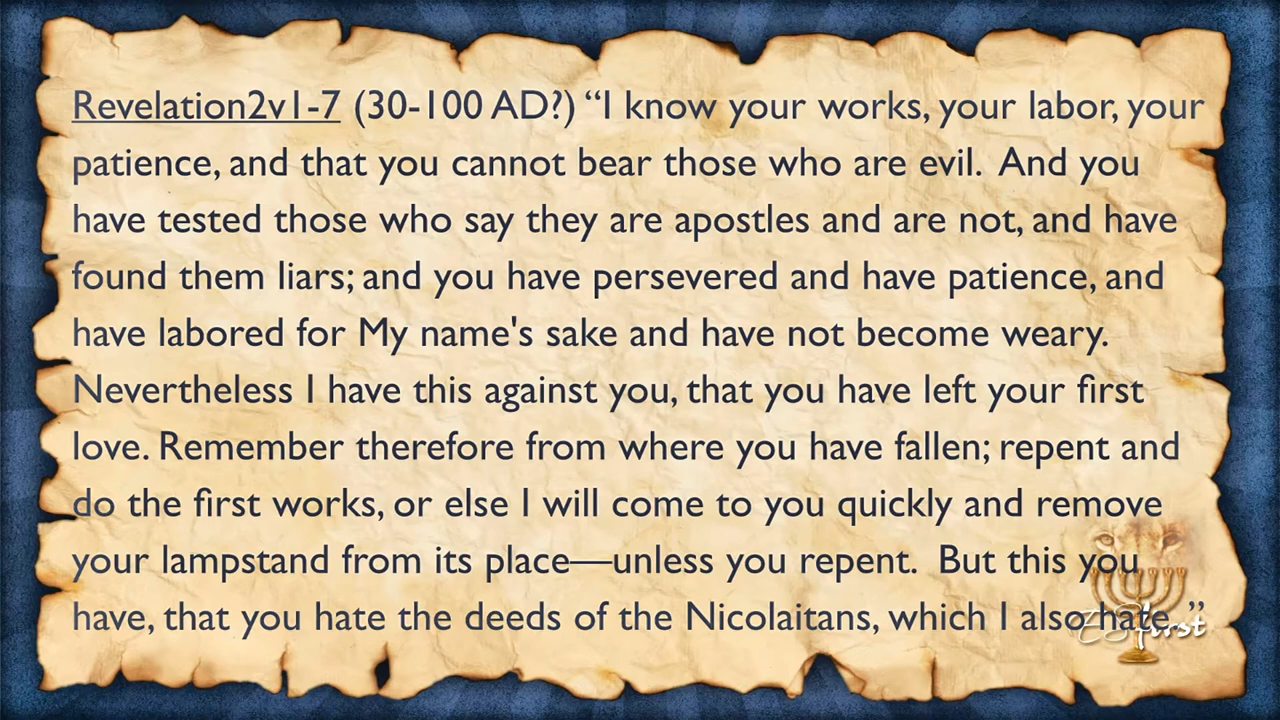 Revelation2v1-7 (30-100 AD?) “I know your works, your labor, your
patience, and that you cannot bear those who are evil.  And you
have tested those who say they are apostles and are not, and have
found them liars; and you have persevered and have patience, and
have labored for My name's sake and have not become weary.
Nevertheless I have this against you, that you have left your first
love. Remember therefore from where you have fallen; repent and
do the first works, or else I will come to you quickly and remove
your lampstand from its place—unless you repent.  But this you
have, that you hate the deeds of the Nicolaitans, which I also hate.”
first